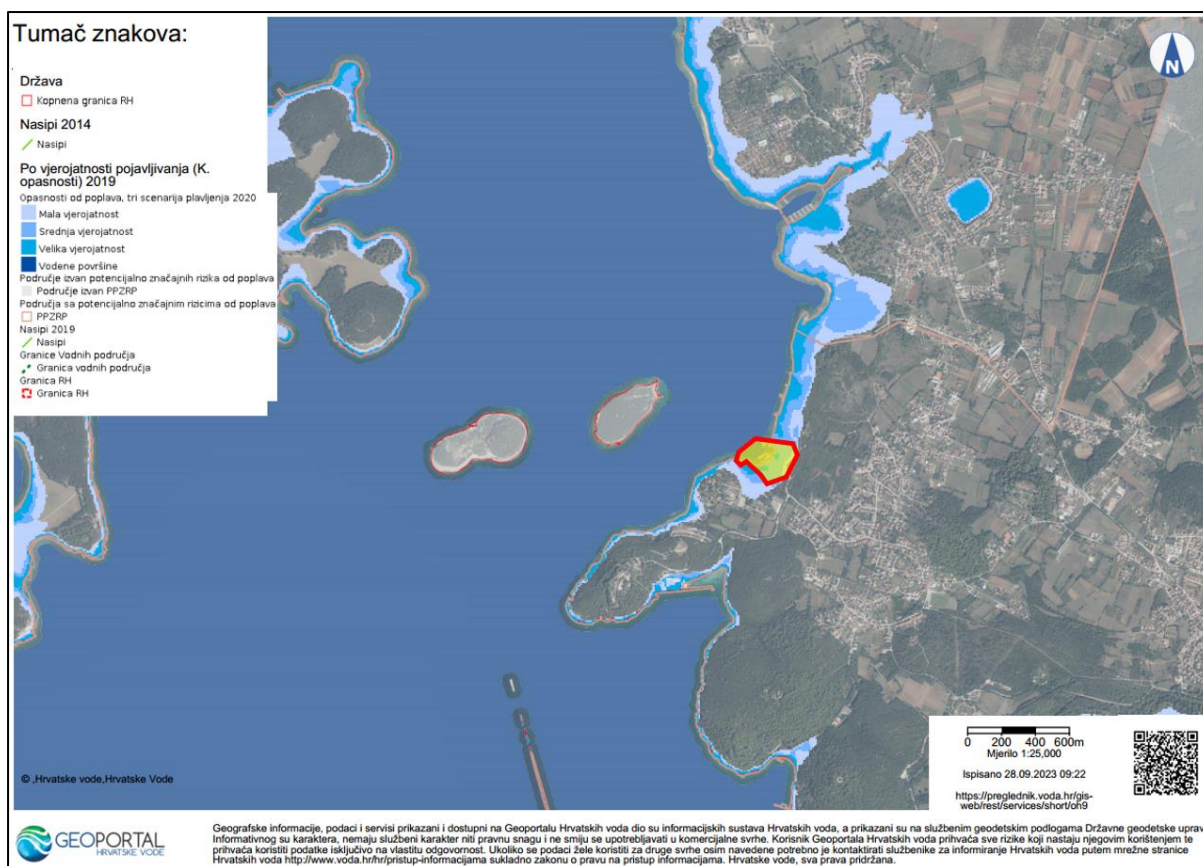 Tumač znakova:
Država
Kopnena granica RH
Nasipi 2014
Nasipi
Po vjerojatnosti pojavljivanja (K.
opasnosti) 2019
Opasnosti od poplava, tri scenarija plavljenja 2020
Mala vjerojatnost
Srednja vjerojatnost
Velika vjerojatnost
Vodene površine
Područje izvan potencijalno značajnih rizika od poplava
Područje izvan PPZRP
Područja sa potencijalno značajnim rizicima od poplava
PPZRP
Nasipi 2019
Nasipi
Granice Vodnih područja
Granica vodnih područja
Granica RH
Granica RH
N
0 200 400 600m
Mjerilo 1:25,000
Ispisano 28.09.2023 09:22
https://preglednik.voda.hr/gis-
web/rest/services/short/oh9
© ,Hrvatske vode,Hrvatske Vode
GEOPORTAL
HRVATSKE VODE
Geografske informacije, podaci i servisi prikazani i dostupni na Geoportalu Hrvatskih voda dio su informacijskih sustava Hrvatskih voda, a prikazani su na službenim geodetskim podlogama Državne geodetske uprav
Informativnog su karaktera, nemaju službeni karakter niti pravnu snagu i ne smiju se upotrebljavati u komercijalne svrhe. Korisnik Geoportala Hrvatskih voda prihvaća sve rizike koji nastaju njegovim korištenjem te
prihvaća koristiti podatke isključivo na vlastitu odgovornost. Ukoliko se podaci žele koristiti za druge svrhe osim navedene potrebno je kontaktirati službenike za informiranje Hrvatskih voda putem mrežne stranice
Hrvatskih voda http://www.voda.hr/hr/pristup-informacijama sukladno zakonu o pravu na pristup informacijama. Hrvatske vode, sva prava pridržana.